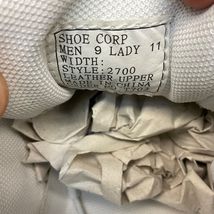 SHOE CORP
MEN 9 LADY 11
WIDTH:
STYLE: 2700
LEATHER UPPER
MADE IN CHINA